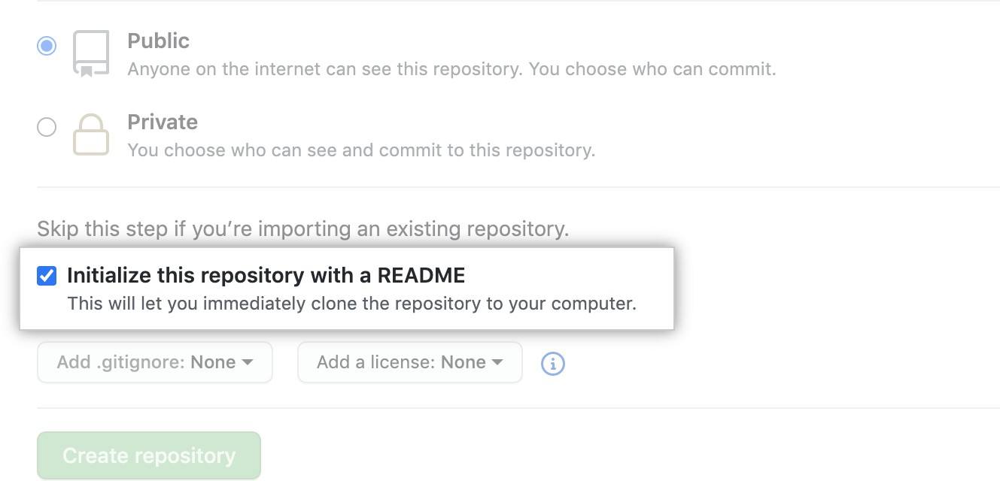 Public
Anyone on the internet can see this repository. You choose who can commit.
Private
You choose who can see and commit to this repository.
Skip this step if you’re importing an existing repository.
Initialize this repository with a README
This will let you immediately clone the repository to your computer.
Add .gitignore: None Add a license: None
Create repository